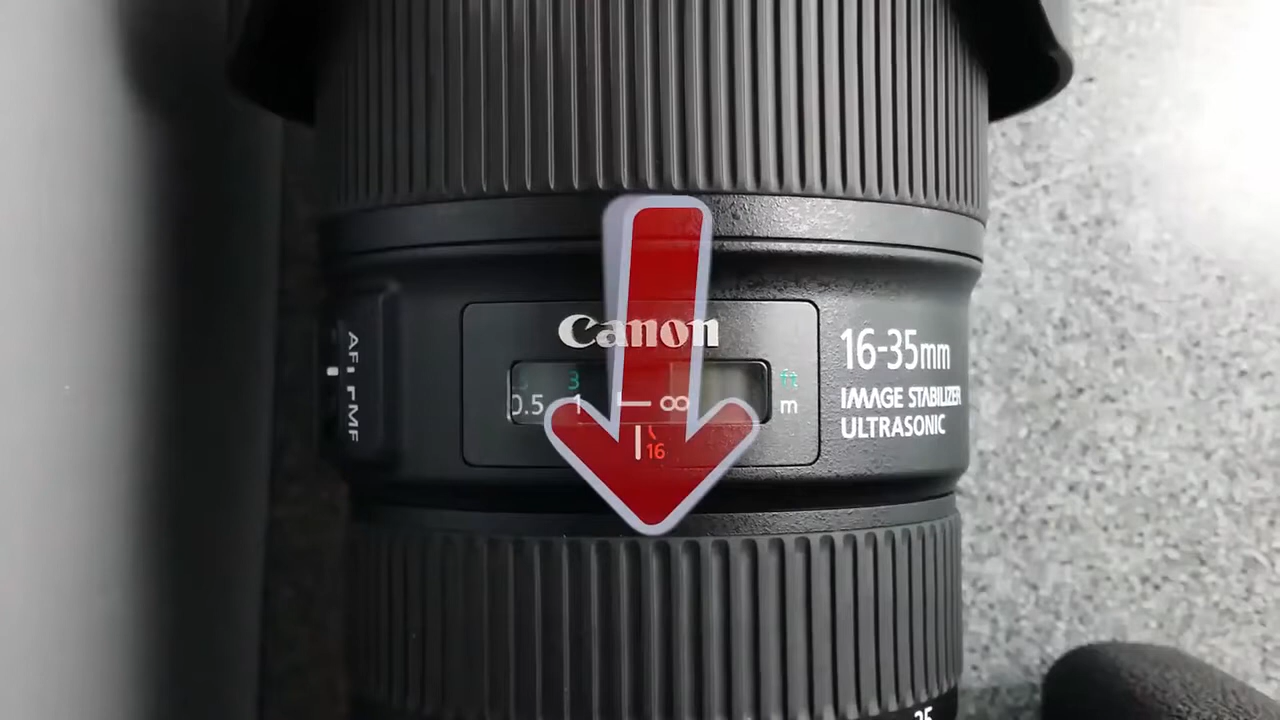 Canon
3 ft
0.5 1 ∞ m
16
AF MF
16-35mm
IMAGE STABILIZER
ULTRASONIC